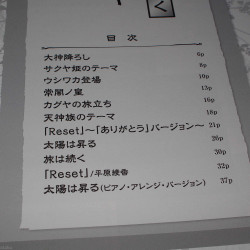 く
目次
大神降ろし 6p
サクヤ姫のテーマ 8p
ウシワカ登場 10p
常闇ノ皇 13p
カグヤの旅立ち 16p
天神族のテーマ 18p
「Reset」〜「ありがとう」バージョン〜 21p
太陽は昇る 26p
旅は続く 30p
「Reset」/平原綾香 32p
太陽は昇る(ピアノ・アレンジ・バージョン) 37p